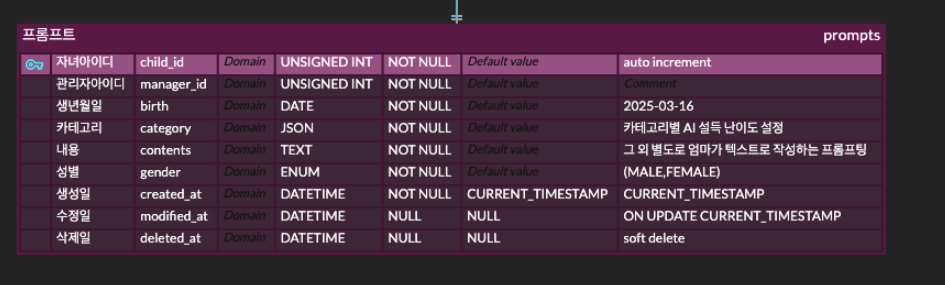 프롬프트 prompts
자녀아이디 child_id Domain UNSIGNED INT NOT NULL Default value auto increment
관리자아이디 manager_id Domain UNSIGNED INT NOT NULL Default value Comment
생년월일 birth Domain DATE NOT NULL Default value 2025-03-16
카테고리 category Domain JSON NOT NULL Default value 카테고리별 AI 설득 난이도 설정
내용 contents Domain TEXT NOT NULL Default value 그 외 별도로 엄마가 텍스트로 작성하는 프롬프팅
성별 gender Domain ENUM NOT NULL Default value (MALE,FEMALE)
생성일 created_at Domain DATETIME NOT NULL CURRENT_TIMESTAMP CURRENT_TIMESTAMP
수정일 modified_at Domain DATETIME NULL NULL ON UPDATE CURRENT_TIMESTAMP
삭제일 deleted_at Domain DATETIME NULL NULL soft delete